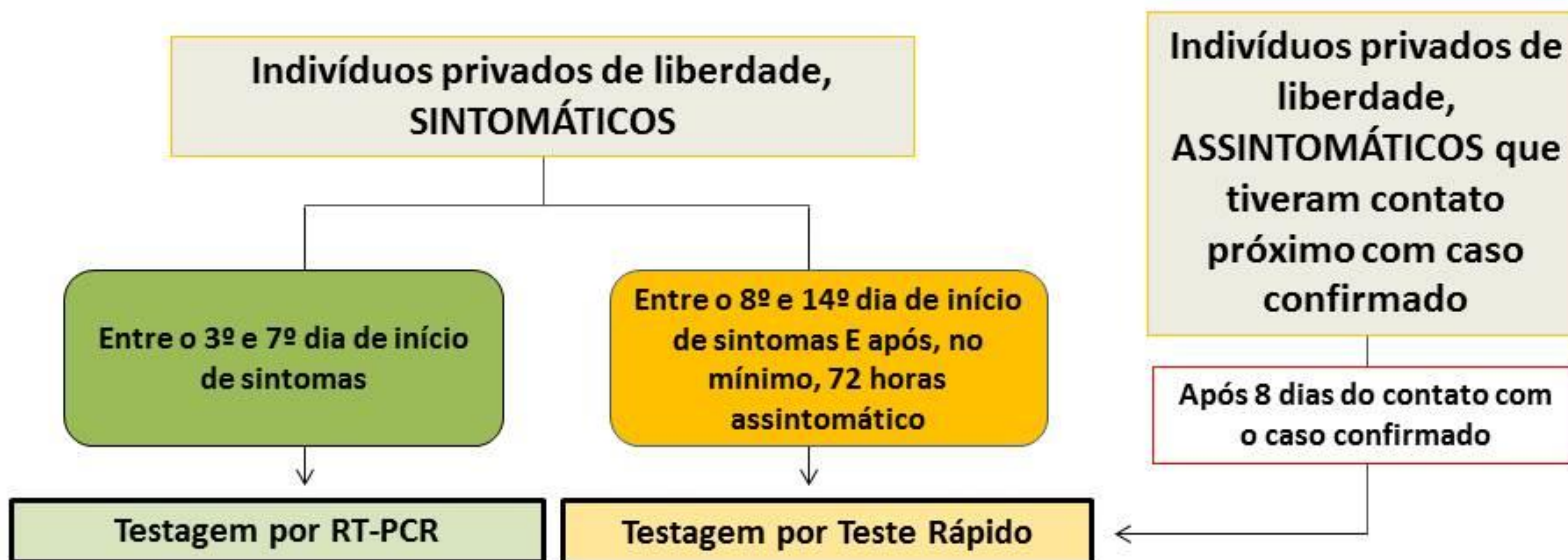 Indivíduos privados de liberdade,
SINTOMÁTICOS
Entre o 3º e 7º dia de início
de sintomas
Testagem por RT-PCR
Entre o 8º e 14º dia de início
de sintomas E após, no
mínimo, 72 horas
assintomático
Testagem por Teste Rápido
Indivíduos privados de
liberdade,
ASSINTOMÁTICOS que
tiveram contato
próximo com caso
confirmado
Após 8 dias do contato com
o caso confirmado